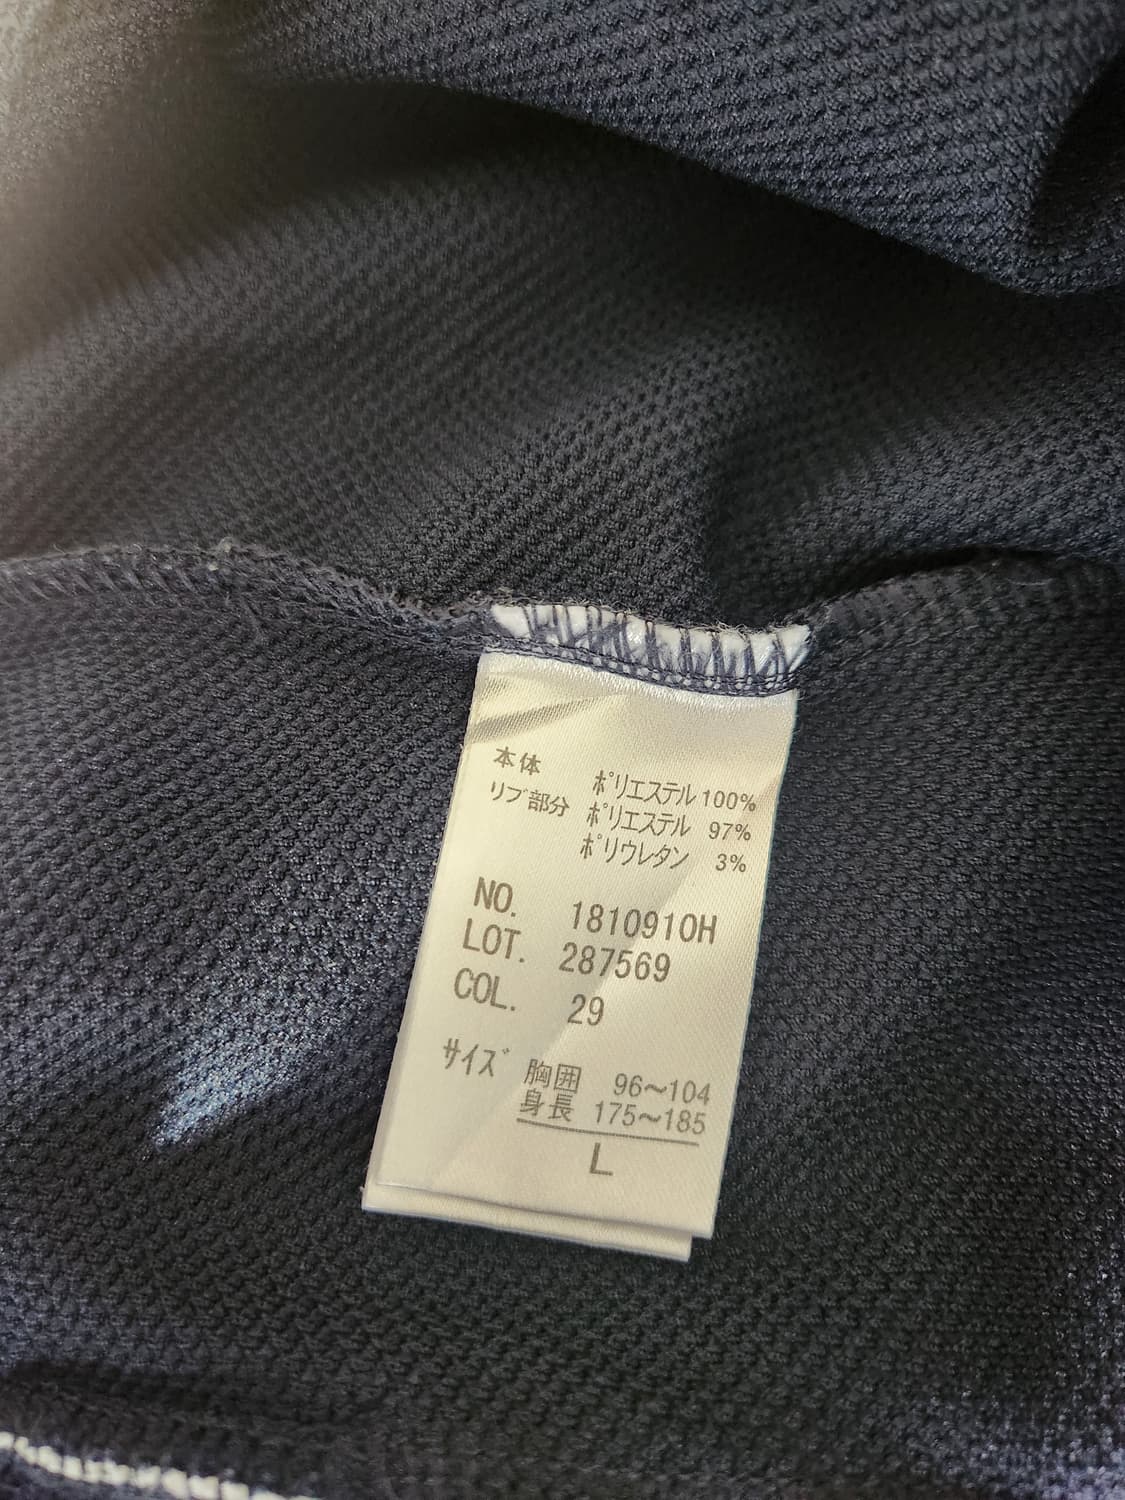 本体 ポリエステル 100%
リブ部分 ポリエステル 97%
ポリウレタン 3%
NO. 1810910H
LOT. 287569
COL. 29
サイズ 胸囲 96～104
身長 175～185
L